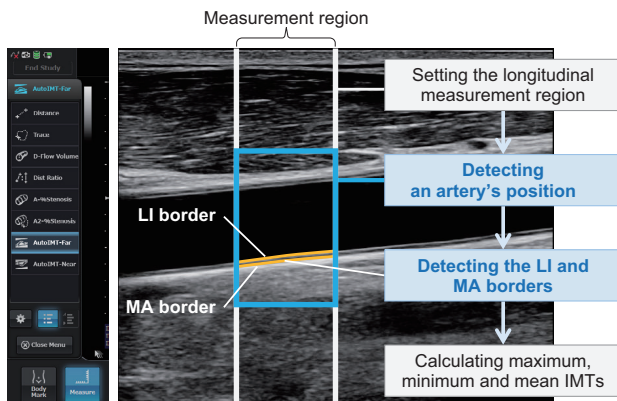 Measurement region
End Study
AutoIMT-Far
Distance
Trace
D-Flow Volume
Dist Ratio
A-%Stenosis
A2-%Stenosis
AutoIMT-Far
AutoIMT-Near
Close Menu
Body
Mark
Measure
LI border
MA border
Setting the longitudinal
measurement region
Detecting
an artery's position
Detecting the LI and
MA borders
Calculating maximum,
minimum and mean IMTs